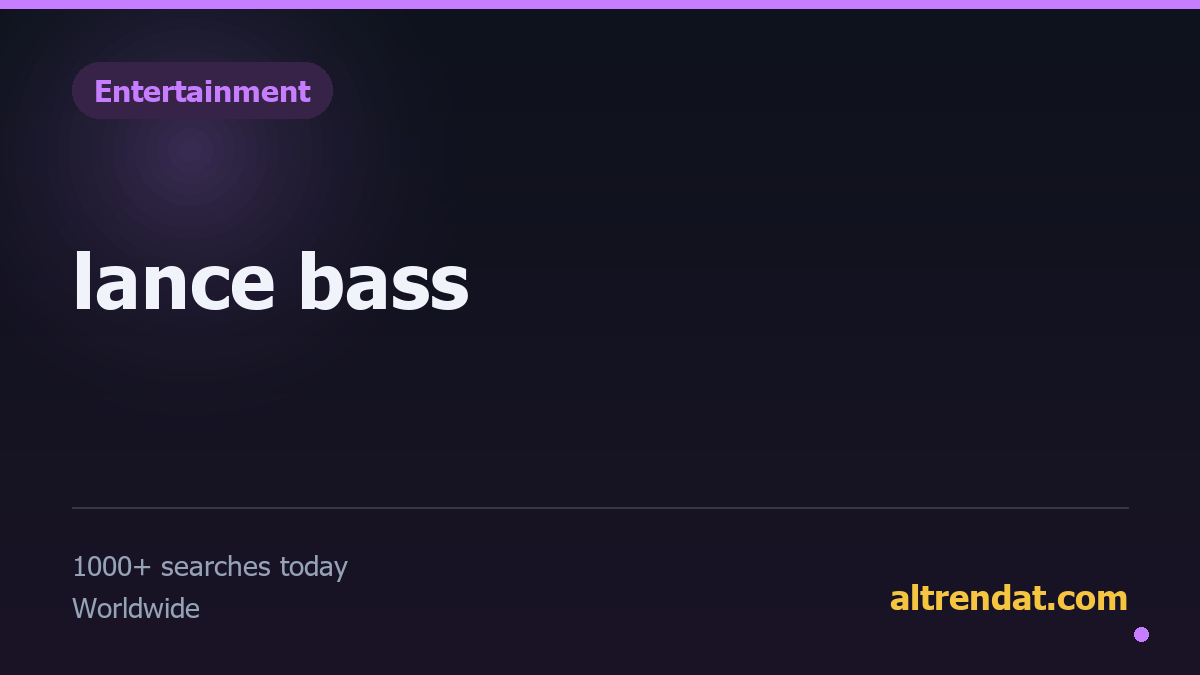 Entertainment
lance bass
1000+ searches today
Worldwide
altrendat.com